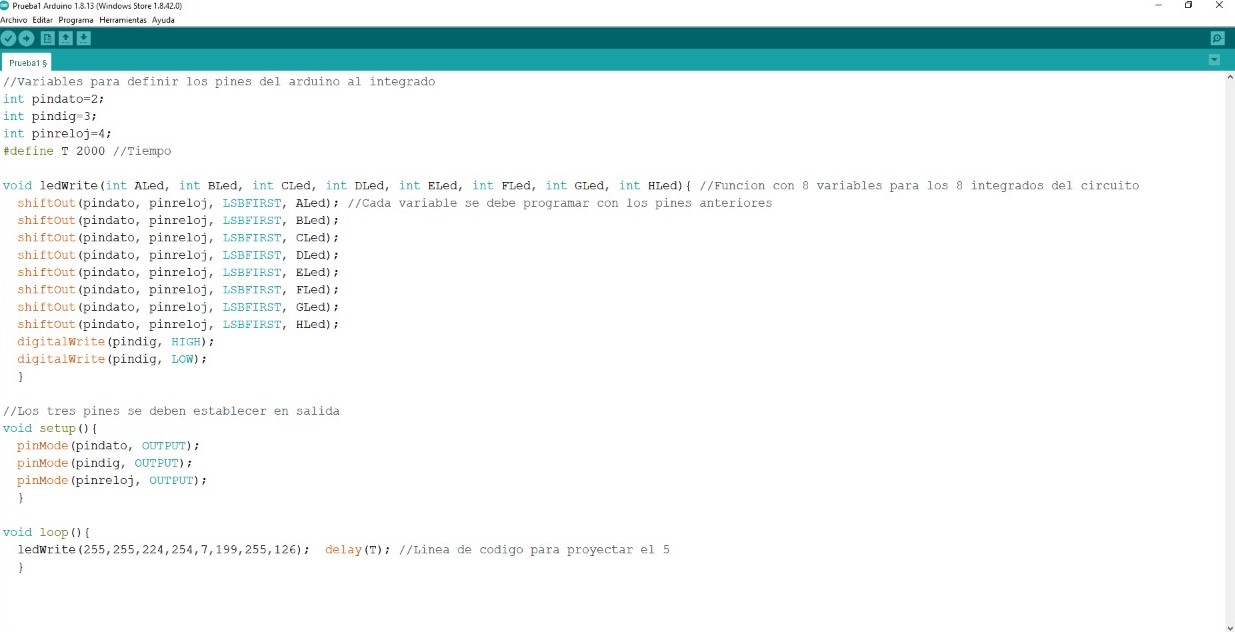 Prueba1 Arduino 1.8.13 (Windows Store 1.8.42.0)
Archivo Editar Programa Herramientas Ayuda
Prueba1 §
//Variables para definir los pines del arduino al integrado
int pindato=2;
int pindig=3;
int pinreloj=4;
#define T 2000 //Tiempo
void ledWrite(int ALed, int BLed, int CLed, int DLed, int ELed, int FLed, int GLed, int HLed){ //Funcion con 8 variables para los 8 integrados del circuito
shiftOut(pindato, pinreloj, LSBFIRST, ALed); //Cada variable se debe programar con los pines anteriores
shiftOut(pindato, pinreloj, LSBFIRST, BLed);
shiftOut(pindato, pinreloj, LSBFIRST, CLed);
shiftOut(pindato, pinreloj, LSBFIRST, DLed);
shiftOut(pindato, pinreloj, LSBFIRST, ELed);
shiftOut(pindato, pinreloj, LSBFIRST, FLed);
shiftOut(pindato, pinreloj, LSBFIRST, GLed);
shiftOut(pindato, pinreloj, LSBFIRST, HLed);
digitalWrite(pindig, HIGH);
digitalWrite(pindig, LOW);
}
//Los tres pines se deben establecer en salida
void setup(){
pinMode(pindato, OUTPUT);
pinMode(pindig, OUTPUT);
pinMode(pinreloj, OUTPUT);
}
void loop(){
ledWrite(255,255,224,254,7,199,255,126);  delay(T); //Linea de codigo para proyectar el 5
}